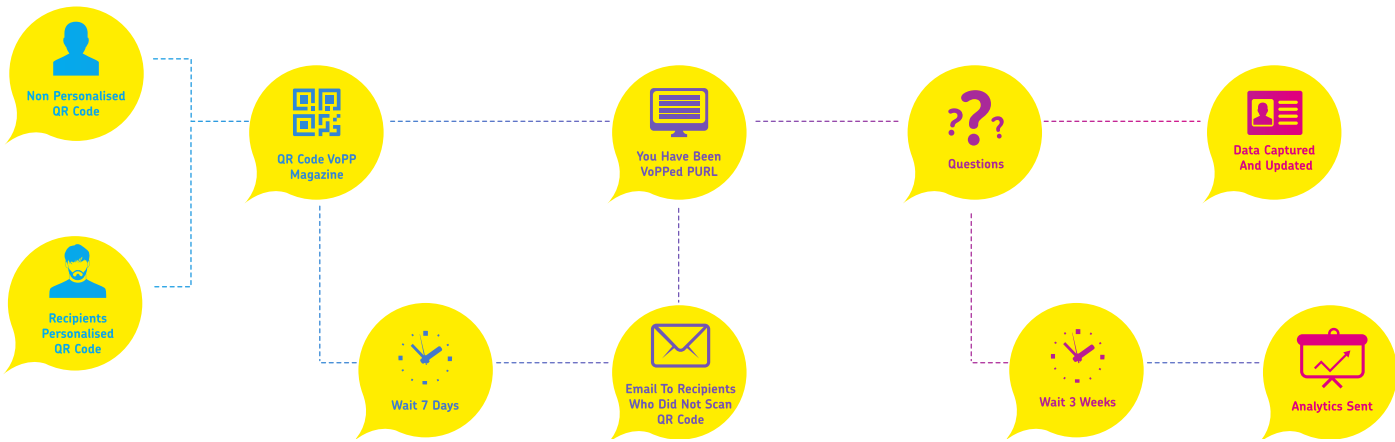 Non Personalised
QR Code
QR Code VoPP
Magazine
You Have Been
VoPPed PURL
Questions
Data Captured
And Updated
Recipients
Personalised
QR Code
Wait 7 Days
Email To Recipients
Who Did Not Scan
QR Code
Wait 3 Weeks
Analytics Sent